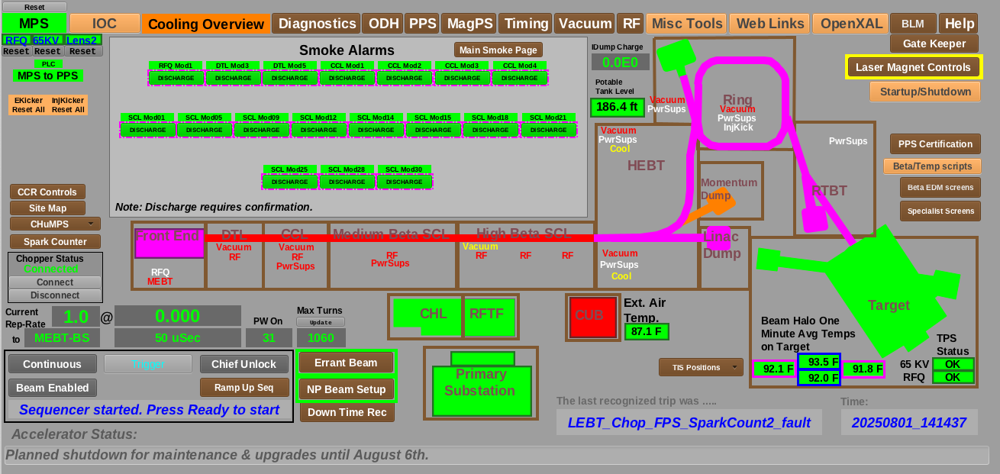 Reset
MPS
IOC
Cooling Overview
Diagnostics
ODH
PPS
MagPS
Timing
Vacuum
RF
Misc Tools
Web Links
OpenXAL
BLM
Help
RFQ 65KV Lens2
Reset Reset Reset
PLC
MPS to PPS
EKicker InjKicker
Reset All Reset All
Smoke Alarms
Main Smoke Page
RFQ Mod1 DTL Mod3 DTL Mod5 CCL Mod1 CCL Mod2 CCL Mod3 CCL Mod4
DISCHARGE DISCHARGE DISCHARGE DISCHARGE DISCHARGE DISCHARGE DISCHARGE
SCL Mod01 SCL Mod05 SCL Mod09 SCL Mod12 SCL Mod14 SCL Mod15 SCL Mod18 SCL Mod21
DISCHARGE DISCHARGE DISCHARGE DISCHARGE DISCHARGE DISCHARGE DISCHARGE DISCHARGE
SCL Mod25 SCL Mod28 SCL Mod30
DISCHARGE DISCHARGE DISCHARGE
Note: Discharge requires confirmation.
IDump Charge
0.0E0
Potable
Tank Level
186.4 ft
Vacuum
PwrSups
Ring
Vacuum
PwrSups
InjKick
Vacuum
PwrSups
Cool
HEBT
Momentum
Dump
PwrSups
RTBT
Gate Keeper
Laser Magnet Controls
Startup/Shutdown
PPS Certification
Beta/Temp scripts
Beta EDM screens
Specialist Screens
CCR Controls
Site Map
CHuMPS
Spark Counter
Chopper Status
Connected
Connect
Disconnect
Front End
RFQ
MEBT
DTL
Vacuum
RF
CCL
Vacuum
RF
PwrSups
Medium Beta SCL
RF
PwrSups
High Beta SCL
Vacuum
RF RF RF
Vacuum
PwrSups
Cool
Linac
Dump
Target
Current
Rep-Rate
1.0
@
0.000
to
MEBT-BS
50 uSec
PW On
31
Max Turns
Update
1060
CHL
RFTF
CUB
Ext. Air
Temp.
87.1 F
Beam Halo One
Minute Avg Temps
on Target
92.1 F
93.5 F
92.0 F
91.8 F
TPS
Status
65 KV OK
RFQ OK
Continuous
Trigger
Chief Unlock
Beam Enabled
Ramp Up Seq
Sequencer started. Press Ready to start
Errant Beam
NP Beam Setup
Down Time Rec
Primary
Substation
TIS Positions
The last recognized trip was .....
LEBT_Chop_FPS_SparkCount2_fault
Time:
20250801_141437
Accelerator Status:
Planned shutdown for maintenance & upgrades until August 6th.